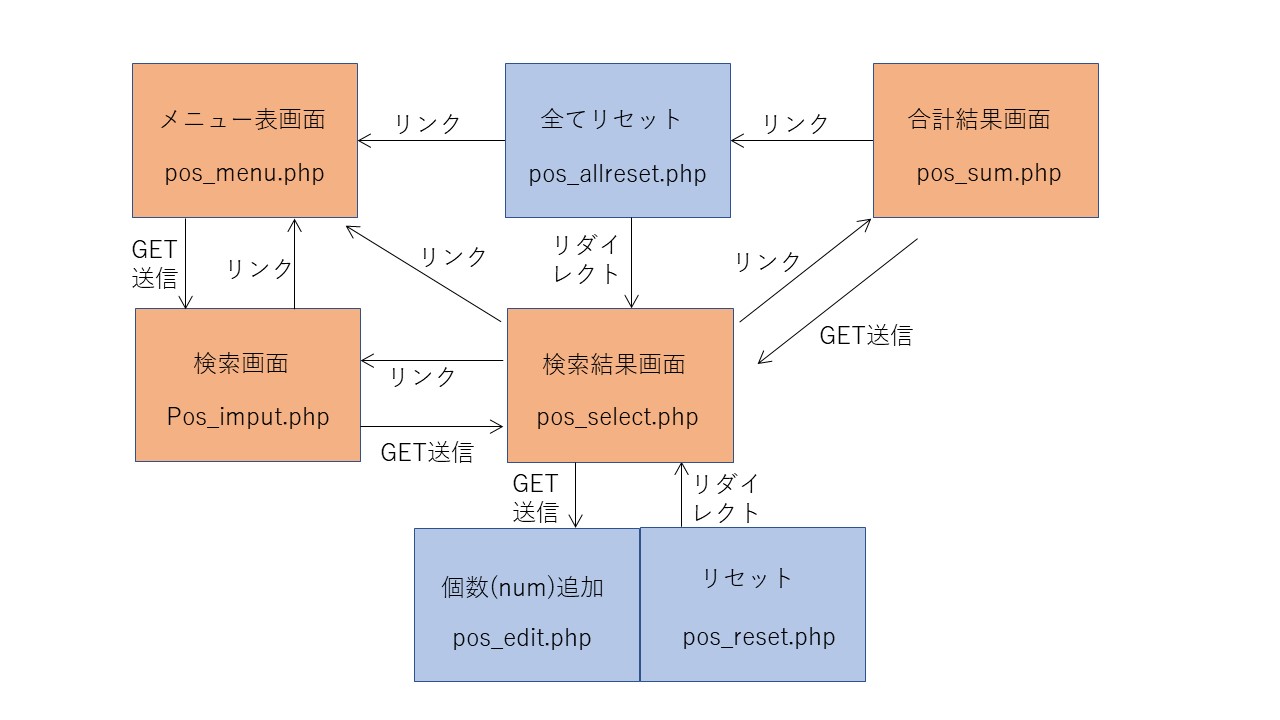 メニュー表画面
pos_menu.php
リンク
全てリセット
pos_allreset.php
リンク
合計結果画面
pos_sum.php
GET
送信
リンク
リンク
リダイ
レクト
リンク
GET送信
検索画面
Pos_imput.php
リンク
GET送信
検索結果画面
pos_select.php
GET
送信
リダイ
レクト
個数(num)追加
pos_edit.php
リセット
pos_reset.php